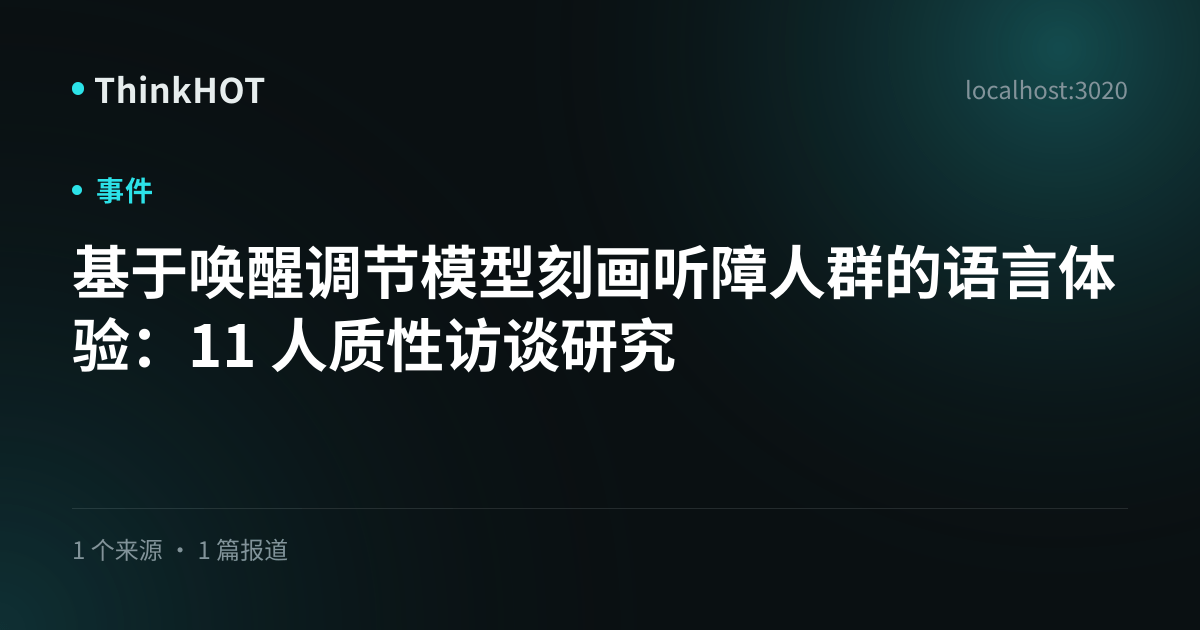 ThinkHOT
localhost:3020
事件
基于唤醒调节模型刻画听障人群的语言体
验：11 人质性访谈研究
1 个来源 · 1 篇报道